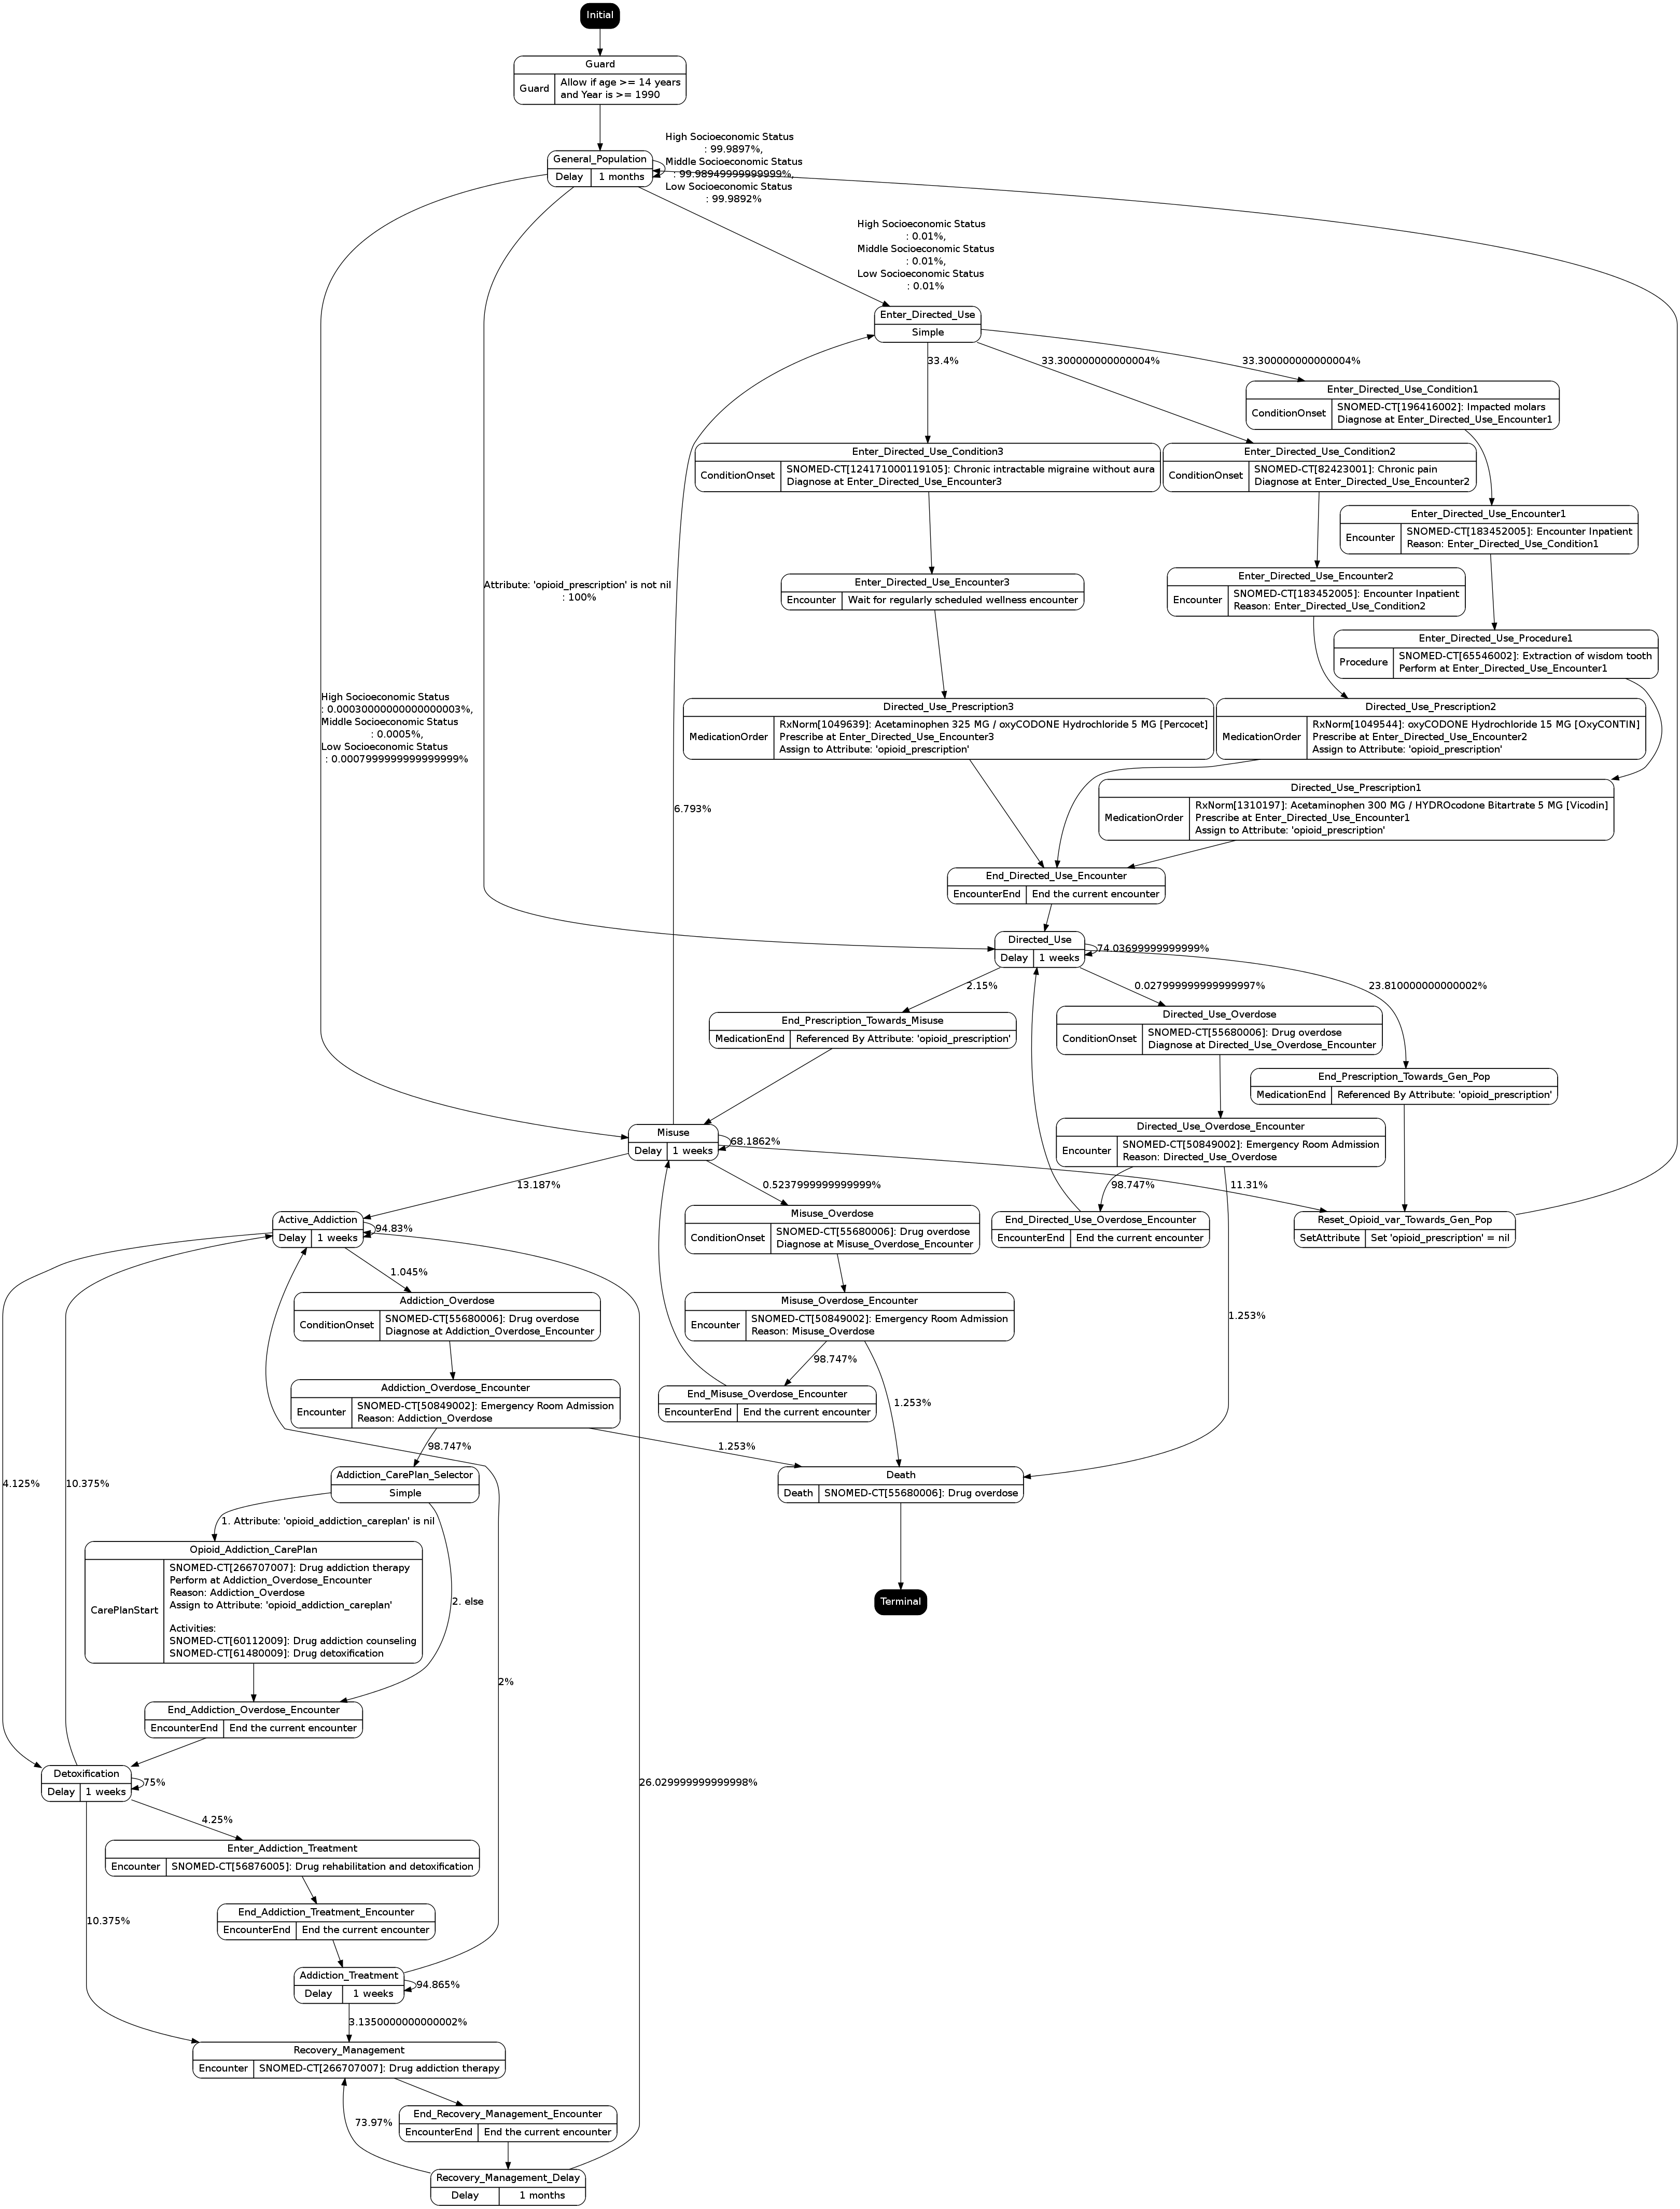 Initial
Guard
Guard
Allow if age >= 14 years
and Year is >= 1990
General_Population
Delay
1 months
High Socioeconomic Status
: 99.9897%,
Middle Socioeconomic Status
: 99.98949999999999%,
Low Socioeconomic Status
: 99.9892%
High Socioeconomic Status
: 0.01%,
Middle Socioeconomic Status
: 0.01%,
Low Socioeconomic Status
: 0.01%
Enter_Directed_Use
Simple
33.4%
33.300000000000004%
33.300000000000004%
Enter_Directed_Use_Condition1
ConditionOnset
SNOMED-CT[196416002]: Impacted molars
Diagnose at Enter_Directed_Use_Encounter1
Enter_Directed_Use_Condition3
ConditionOnset
SNOMED-CT[124171000119105]: Chronic intractable migraine without aura
Diagnose at Enter_Directed_Use_Encounter3
Enter_Directed_Use_Condition2
ConditionOnset
SNOMED-CT[82423001]: Chronic pain
Diagnose at Enter_Directed_Use_Encounter2
Enter_Directed_Use_Encounter1
Encounter
SNOMED-CT[183452005]: Encounter Inpatient
Reason: Enter_Directed_Use_Condition1
Attribute: 'opioid_prescription' is not nil
: 100%
Enter_Directed_Use_Encounter3
Encounter
Wait for regularly scheduled wellness encounter
Enter_Directed_Use_Encounter2
Encounter
SNOMED-CT[183452005]: Encounter Inpatient
Reason: Enter_Directed_Use_Condition2
Enter_Directed_Use_Procedure1
Procedure
SNOMED-CT[65546002]: Extraction of wisdom tooth
Perform at Enter_Directed_Use_Encounter1
High Socioeconomic Status
: 0.00030000000000000003%,
Middle Socioeconomic Status
: 0.0005%,
Low Socioeconomic Status
: 0.0007999999999999999%
Directed_Use_Prescription3
MedicationOrder
RxNorm[1049639]: Acetaminophen 325 MG / oxyCODONE Hydrochloride 5 MG [Percocet]
Prescribe at Enter_Directed_Use_Encounter3
Assign to Attribute: 'opioid_prescription'
Directed_Use_Prescription2
MedicationOrder
RxNorm[1049544]: oxyCODONE Hydrochloride 15 MG [OxyCONTIN]
Prescribe at Enter_Directed_Use_Encounter2
Assign to Attribute: 'opioid_prescription'
6.793%
Directed_Use_Prescription1
MedicationOrder
RxNorm[1310197]: Acetaminophen 300 MG / HYDROcodone Bitartrate 5 MG [Vicodin]
Prescribe at Enter_Directed_Use_Encounter1
Assign to Attribute: 'opioid_prescription'
End_Directed_Use_Encounter
EncounterEnd
End the current encounter
Directed_Use
Delay
1 weeks
74.03699999999999%
2.15%
0.027999999999999997%
23.810000000000002%
End_Prescription_Towards_Misuse
MedicationEnd
Referenced By Attribute: 'opioid_prescription'
Directed_Use_Overdose
ConditionOnset
SNOMED-CT[55680006]: Drug overdose
Diagnose at Directed_Use_Overdose_Encounter
End_Prescription_Towards_Gen_Pop
MedicationEnd
Referenced By Attribute: 'opioid_prescription'
Misuse
Delay
1 weeks
68.1862%
Directed_Use_Overdose_Encounter
Encounter
SNOMED-CT[50849002]: Emergency Room Admission
Reason: Directed_Use_Overdose
13.187%
0.5237999999999999%
98.747%
11.31%
Active_Addiction
Delay
1 weeks
94.83%
Misuse_Overdose
ConditionOnset
SNOMED-CT[55680006]: Drug overdose
Diagnose at Misuse_Overdose_Encounter
End_Directed_Use_Overdose_Encounter
EncounterEnd
End the current encounter
Reset_Opioid_var_Towards_Gen_Pop
SetAttribute
Set 'opioid_prescription' = nil
1.045%
Addiction_Overdose
ConditionOnset
SNOMED-CT[55680006]: Drug overdose
Diagnose at Addiction_Overdose_Encounter
Misuse_Overdose_Encounter
Encounter
SNOMED-CT[50849002]: Emergency Room Admission
Reason: Misuse_Overdose
1.253%
98.747%
Addiction_Overdose_Encounter
Encounter
SNOMED-CT[50849002]: Emergency Room Admission
Reason: Addiction_Overdose
End_Misuse_Overdose_Encounter
EncounterEnd
End the current encounter
1.253%
98.747%
1.253%
4.125%
10.375%
Addiction_CarePlan_Selector
Simple
Death
Death
SNOMED-CT[55680006]: Drug overdose
1. Attribute: 'opioid_addiction_careplan' is nil
Opioid_Addiction_CarePlan
CarePlanStart
SNOMED-CT[266707007]: Drug addiction therapy
Perform at Addiction_Overdose_Encounter
Reason: Addiction_Overdose
Assign to Attribute: 'opioid_addiction_careplan'
Activities:
SNOMED-CT[60112009]: Drug addiction counseling
SNOMED-CT[61480009]: Drug detoxification
2. else
Terminal
2%
End_Addiction_Overdose_Encounter
EncounterEnd
End the current encounter
Detoxification
Delay
1 weeks
75%
26.029999999999998%
4.25%
Enter_Addiction_Treatment
Encounter
SNOMED-CT[56876005]: Drug rehabilitation and detoxification
End_Addiction_Treatment_Encounter
EncounterEnd
End the current encounter
10.375%
Addiction_Treatment
Delay
1 weeks
94.865%
3.1350000000000002%
Recovery_Management
Encounter
SNOMED-CT[266707007]: Drug addiction therapy
End_Recovery_Management_Encounter
EncounterEnd
End the current encounter
73.97%
Recovery_Management_Delay
Delay
1 months